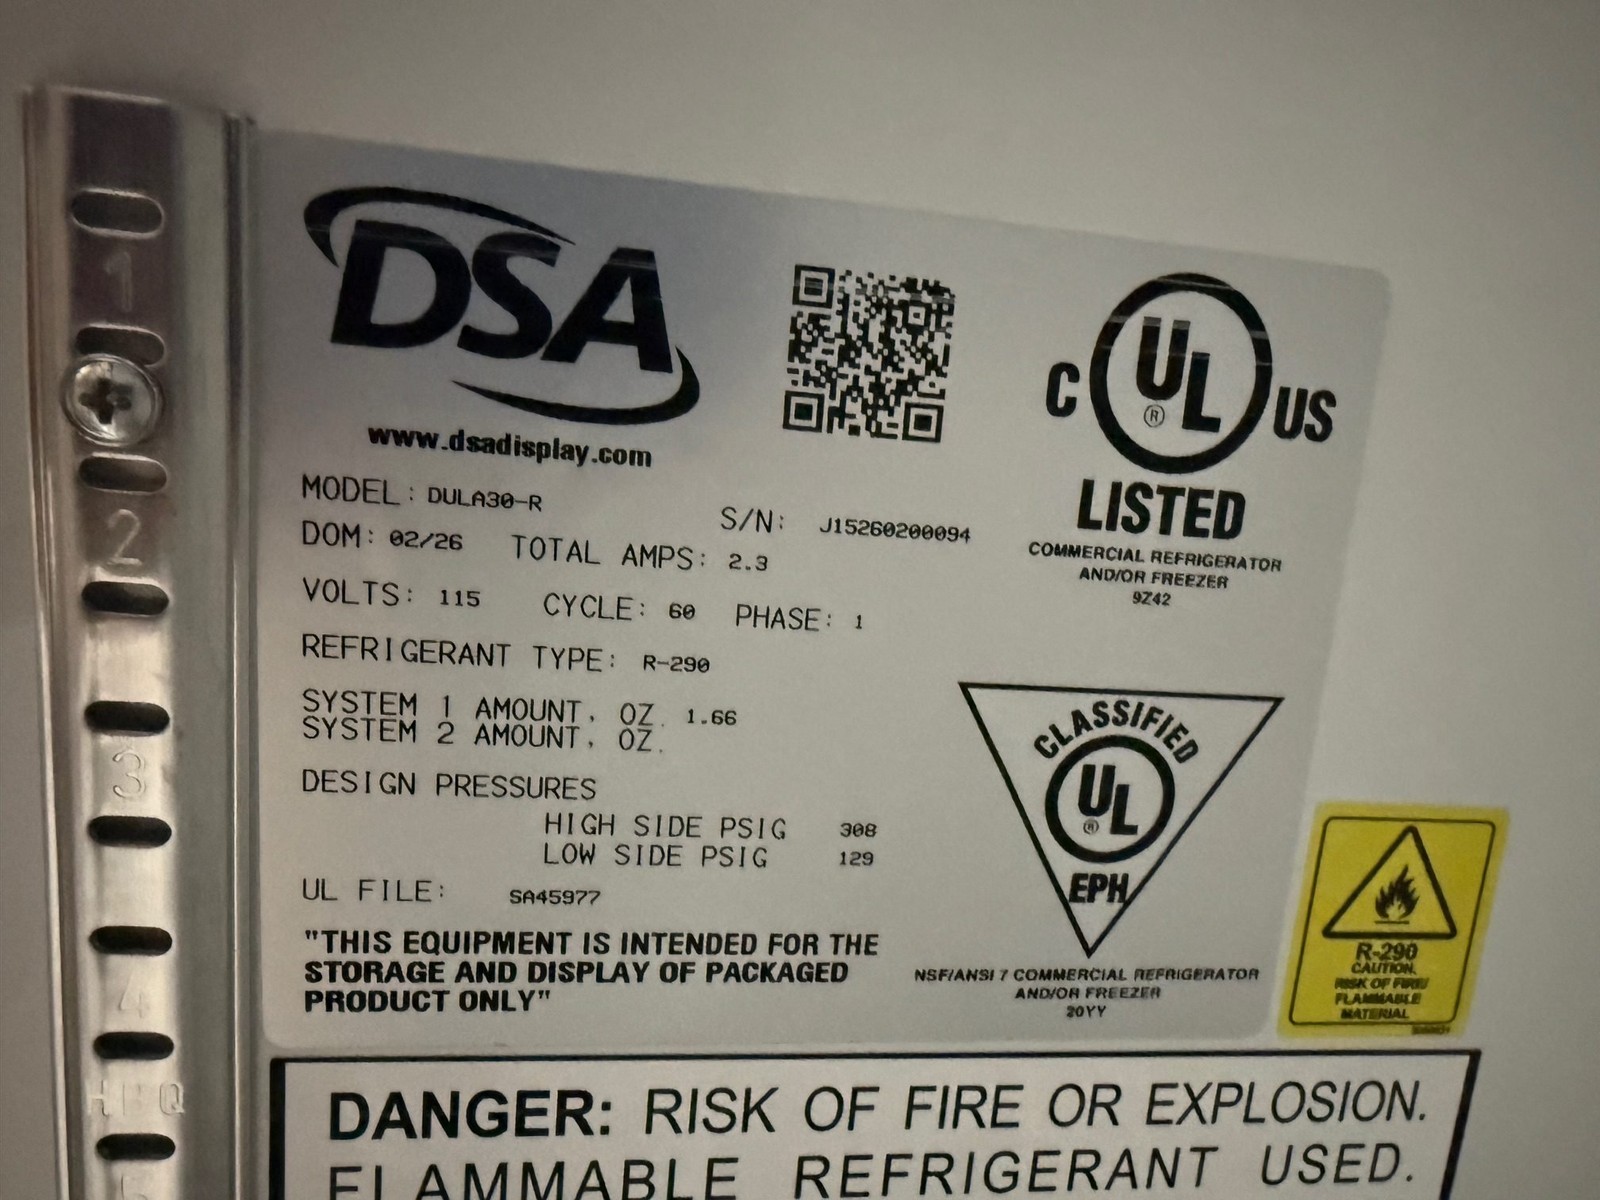 1
2
3
4
DSA
www.dsadisplay.com
C UL US
®
LISTED
COMMERCIAL REFRIGERATOR
AND/OR FREEZER
9Z42
MODEL: DULA30-R
S/N: J15260200094
DOM: 02/26 TOTAL AMPS: 2.3
VOLTS: 115 CYCLE: 60 PHASE: 1
REFRIGERANT TYPE: R-290
SYSTEM 1 AMOUNT, OZ. 1.66
SYSTEM 2 AMOUNT, OZ.
DESIGN PRESSURES
HIGH SIDE PSIG 308
LOW SIDE PSIG 129
UL FILE: SA45977
"THIS EQUIPMENT IS INTENDED FOR THE
STORAGE AND DISPLAY OF PACKAGED
PRODUCT ONLY"
CLASSIFIED
UL
®
EPH
NSF/ANSI 7 COMMERCIAL REFRIGERATOR
AND/OR FREEZER
20YY
R-290
CAUTION,
RISK OF FIRE/
FLAMMABLE
MATERIAL
DANGER: RISK OF FIRE OR EXPLOSION.
FLAMMABLE REFRIGERANT USED.